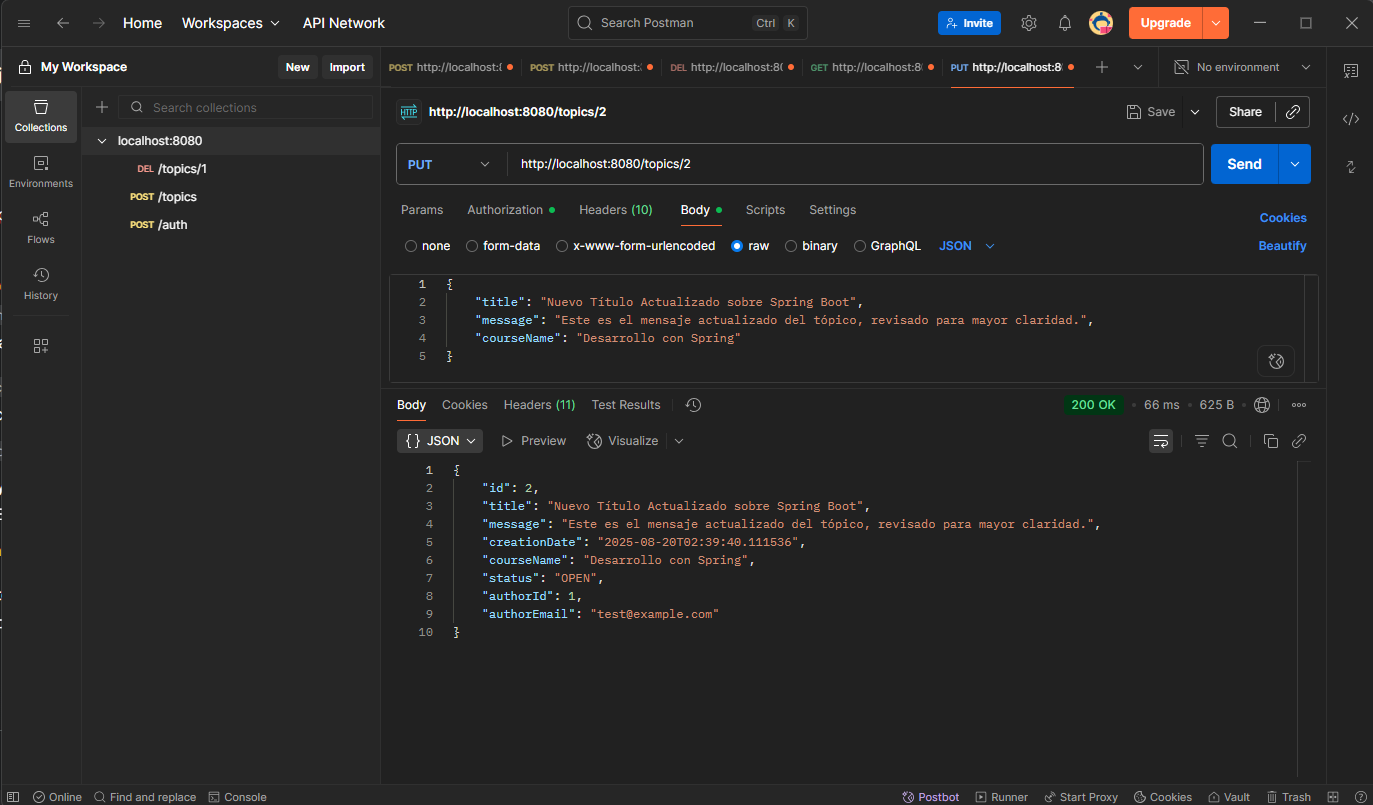 Home Workspaces API Network Search Postman Ctrl K Invite Upgrade
My Workspace New Import POST http://localhost: POST http://localhost: DEL http://localhost:8 GET http://localhost:8 PUT http://localhost:8 No environment
Collections
Environments
Flows
History
Search collections
localhost:8080
DEL /topics/1
POST /topics
POST /auth
HTTP http://localhost:8080/topics/2 Save Share
PUT http://localhost:8080/topics/2 Send
Params Authorization Headers (10) Body Scripts Settings Cookies
none form-data x-www-form-urlencoded raw binary GraphQL JSON Beautify
1 {
2 "title": "Nuevo Título Actualizado sobre Spring Boot",
3 "message": "Este es el mensaje actualizado del tópico, revisado para mayor claridad.",
4 "courseName": "Desarrollo con Spring"
5 }
Body Cookies Headers (11) Test Results 200 OK 66 ms 625 B
{} JSON Preview Visualize
1 {
2 "id": 2,
3 "title": "Nuevo Título Actualizado sobre Spring Boot",
4 "message": "Este es el mensaje actualizado del tópico, revisado para mayor claridad.",
5 "creationDate": "2025-08-20T02:39:40.111536",
6 "courseName": "Desarrollo con Spring",
7 "status": "OPEN",
8 "authorId": 1,
9 "authorEmail": "test@example.com"
10 }
Online Find and replace Console Postbot Runner Start Proxy Cookies Vault Trash